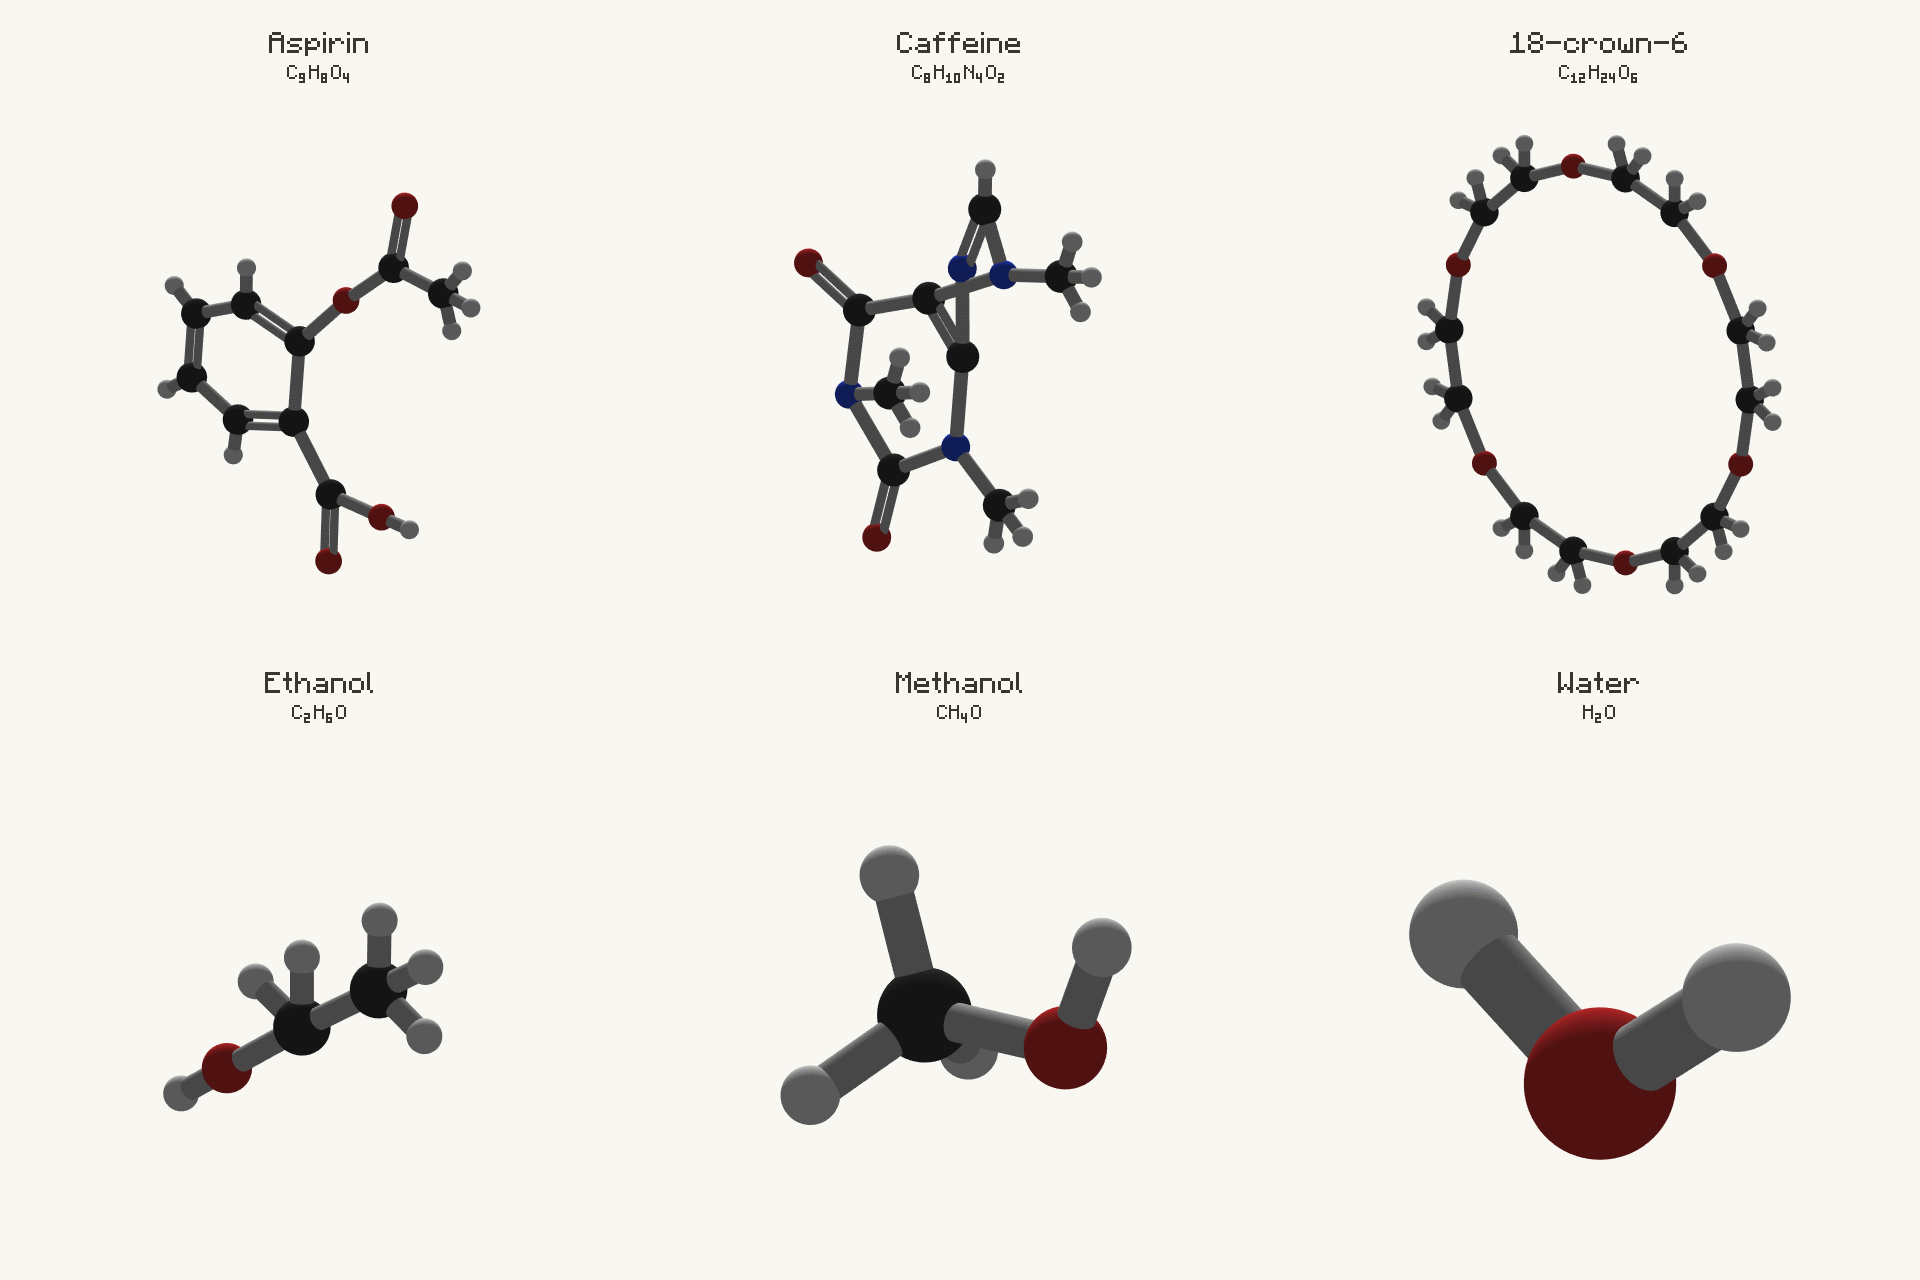 Aspirin
C₉H₈O₄
Caffeine
C₈H₁₀N₄O₂
18-crown-6
C₁₂H₂₄O₆
Ethanol
C₂H₆O
Methanol
CH₄O
Water
H₂O